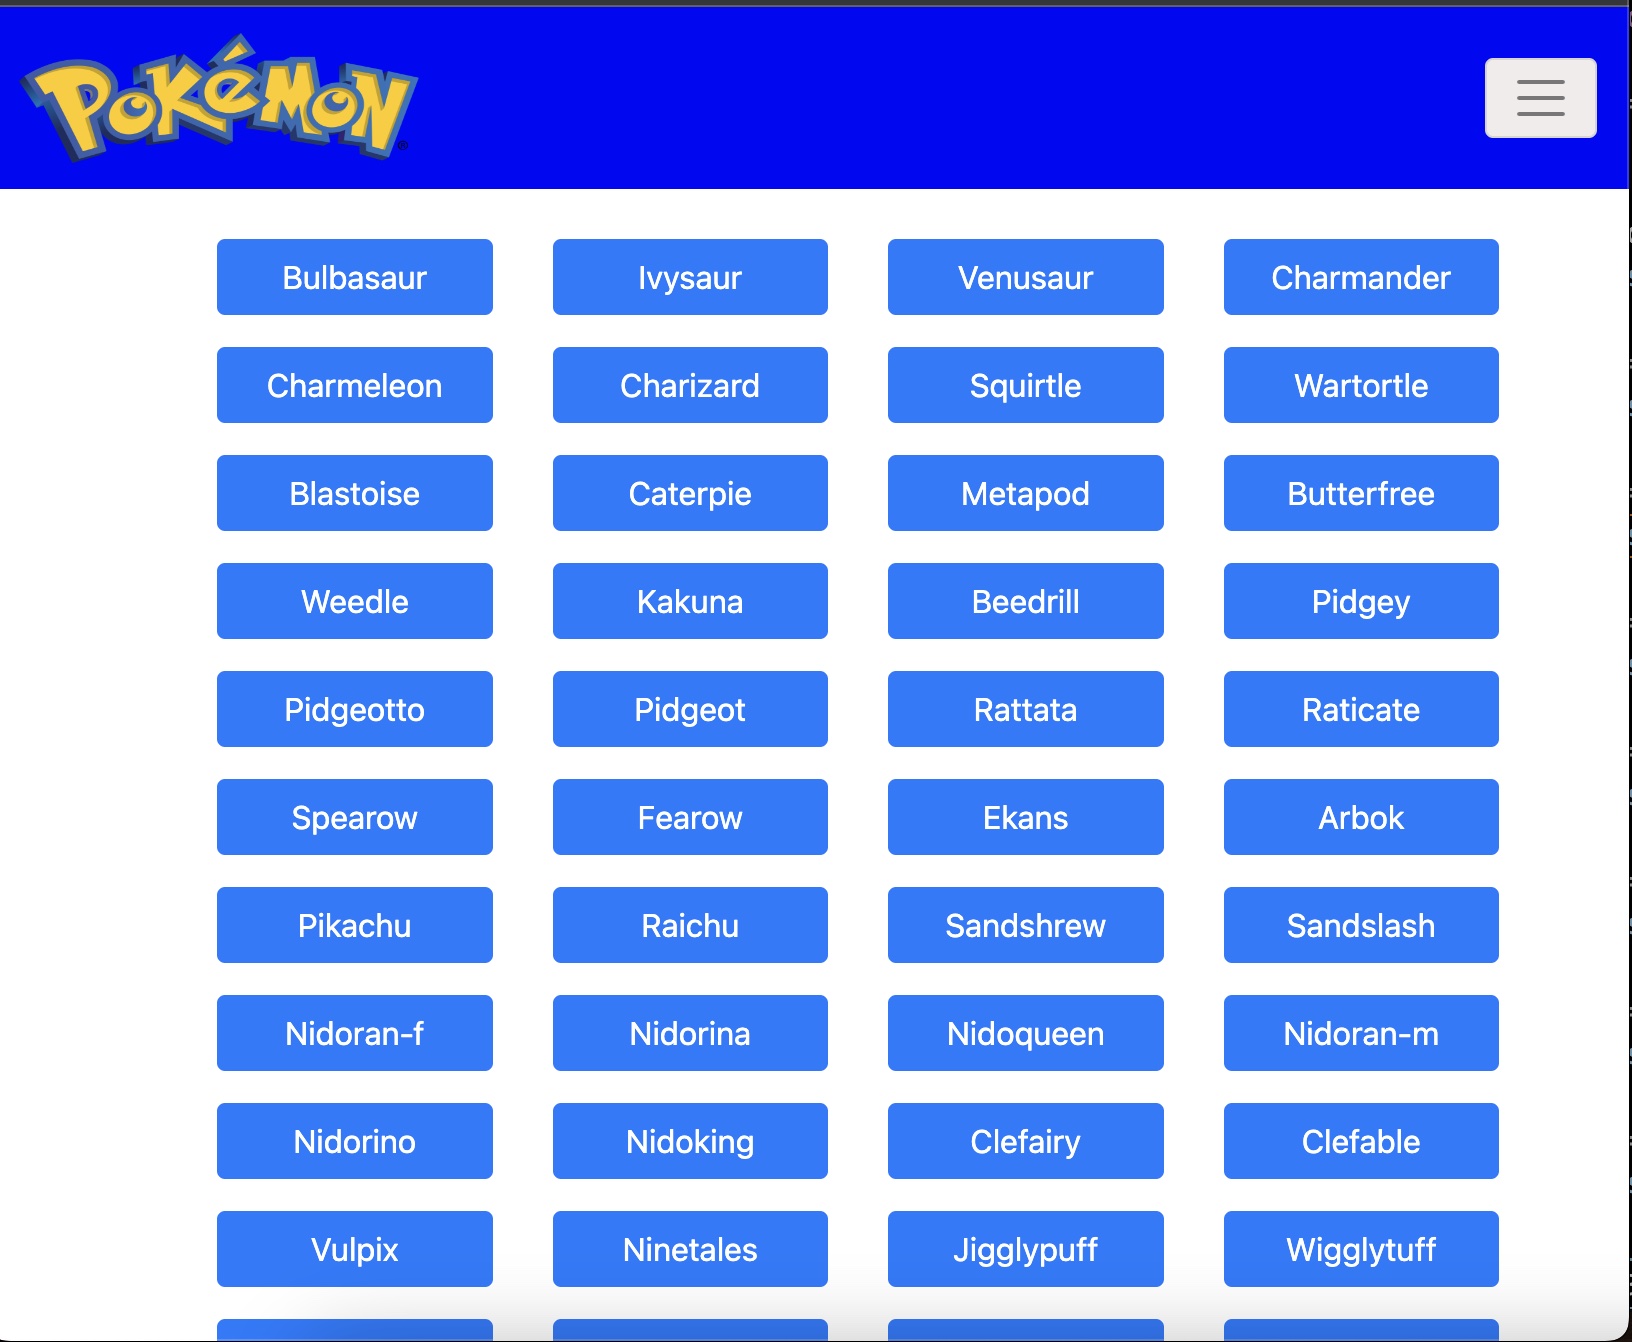 Pokémon ®
Bulbasaur Ivysaur Venusaur Charmander
Charmeleon Charizard Squirtle Wartortle
Blastoise Caterpie Metapod Butterfree
Weedle Kakuna Beedrill Pidgey
Pidgeotto Pidgeot Rattata Raticate
Spearow Fearow Ekans Arbok
Pikachu Raichu Sandshrew Sandslash
Nidoran-f Nidorina Nidoqueen Nidoran-m
Nidorino Nidoking Clefairy Clefable
Vulpix Ninetales Jigglypuff Wigglytuff